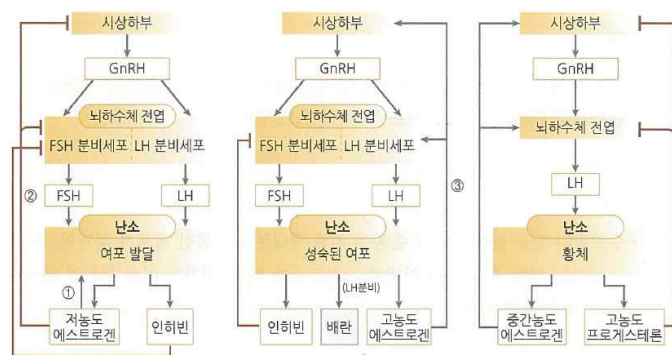 시상하부
GnRH
뇌하수체 전엽
FSH 분비세포
LH 분비세포
②
FSH
LH
난소
여포 발달
①
저농도
에스트로겐
인히빈
시상하부
GnRH
뇌하수체 전엽
FSH 분비세포
LH 분비세포
③
FSH
LH
난소
성숙된 여포
(LH분비)
인히빈
배란
고농도
에스트로겐
시상하부
GnRH
뇌하수체 전엽
LH
난소
황체
중간농도
에스트로겐
고농도
프로게스테론